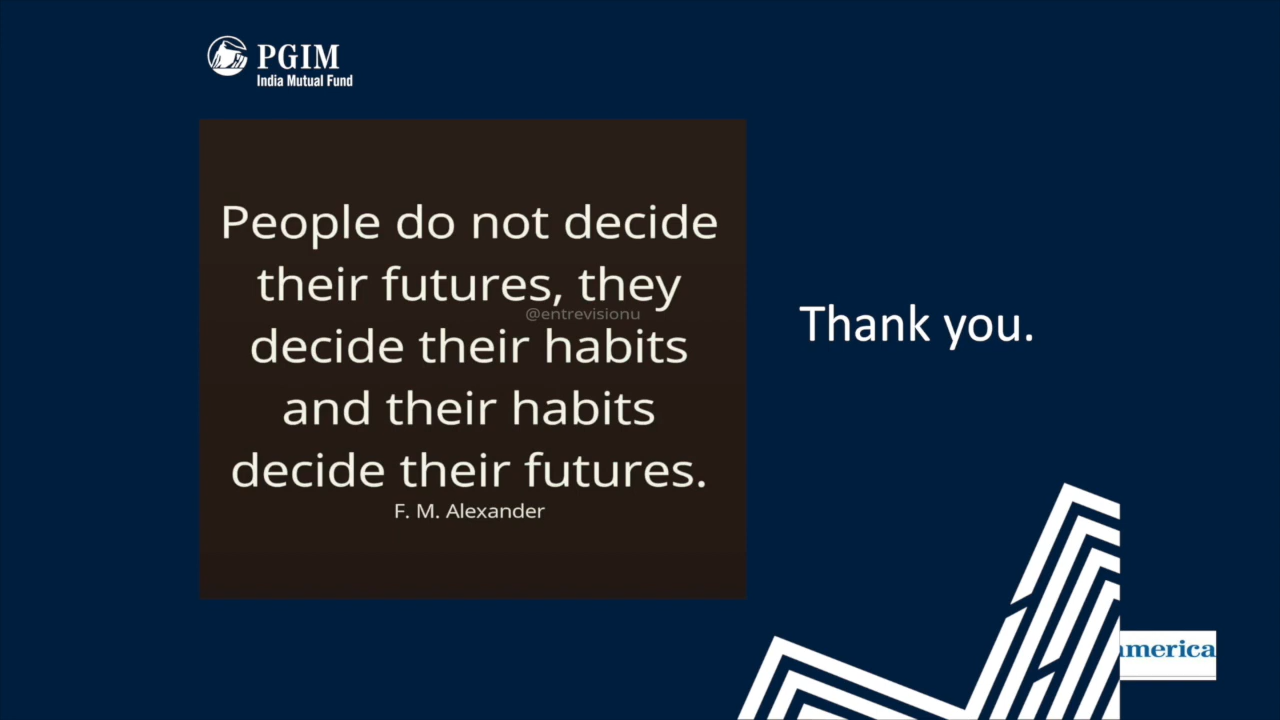 PGIM
India Mutual Fund
People do not decide
their futures, they
@entrevisionu
decide their habits
and their habits
decide their futures.
F. M. Alexander
Thank you.
america